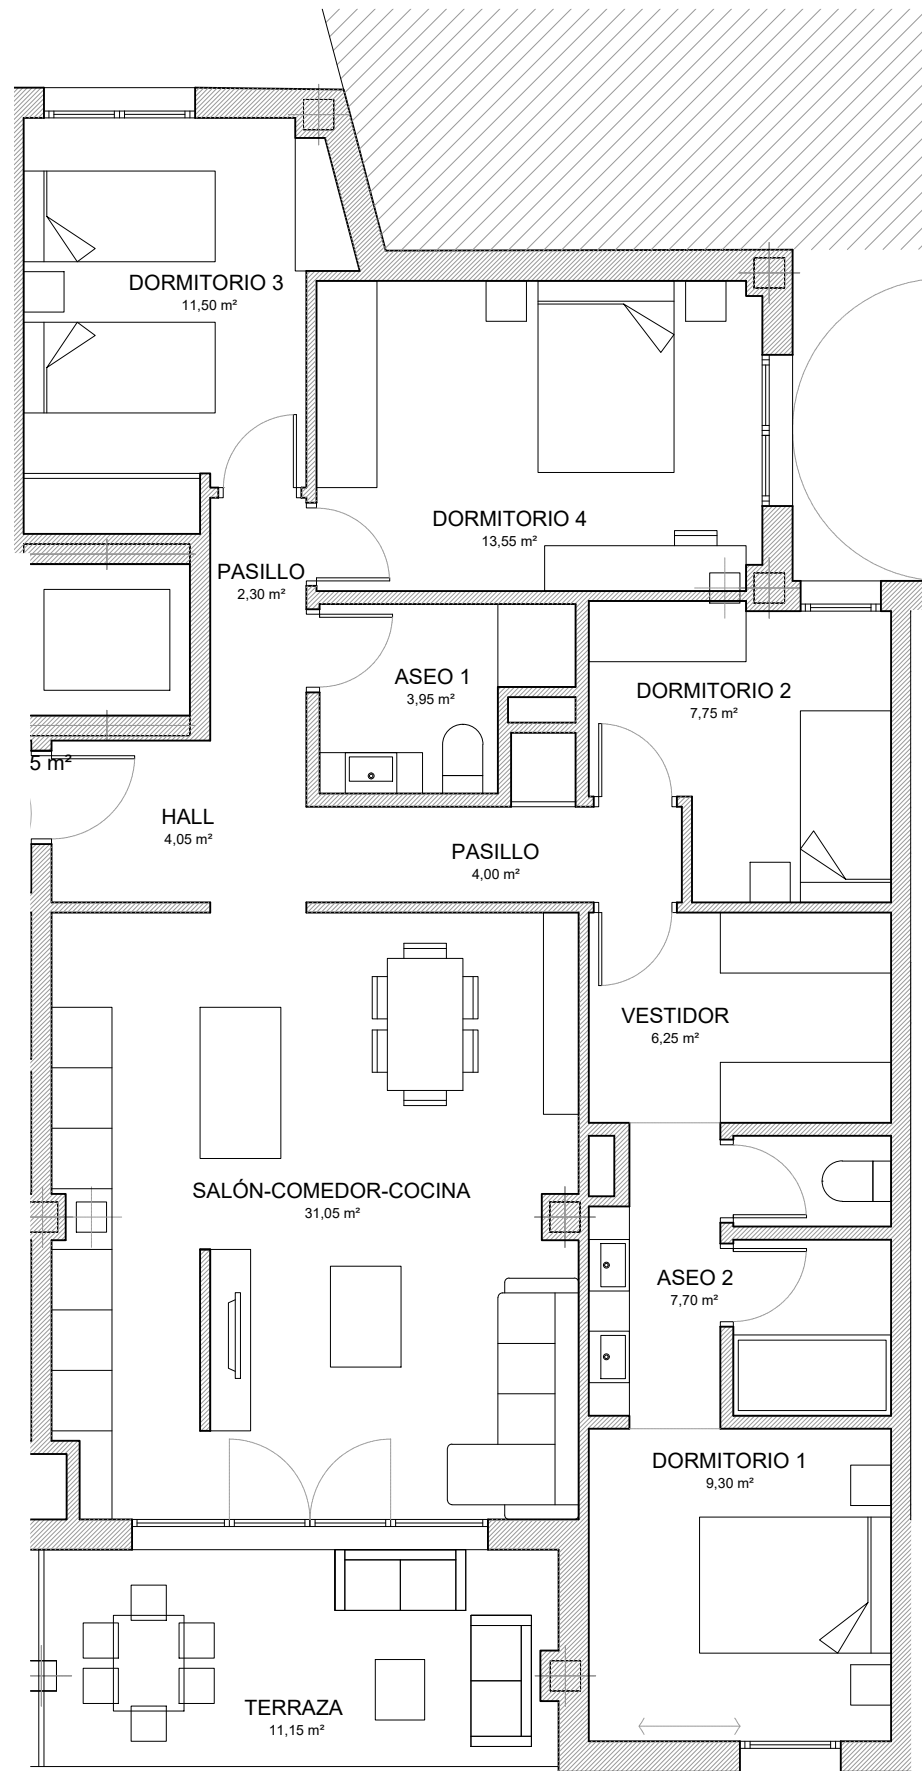 DORMITORIO 3
11,50 m²
DORMITORIO 4
13,55 m²
PASILLO
2,30 m²
ASEO 1
3,95 m²
DORMITORIO 2
7,75 m²
5 m²
HALL
4,05 m²
PASILLO
4,00 m²
VESTIDOR
6,25 m²
SALÓN-COMEDOR-COCINA
31,05 m²
ASEO 2
7,70 m²
DORMITORIO 1
9,30 m²
TERRAZA
11,15 m²